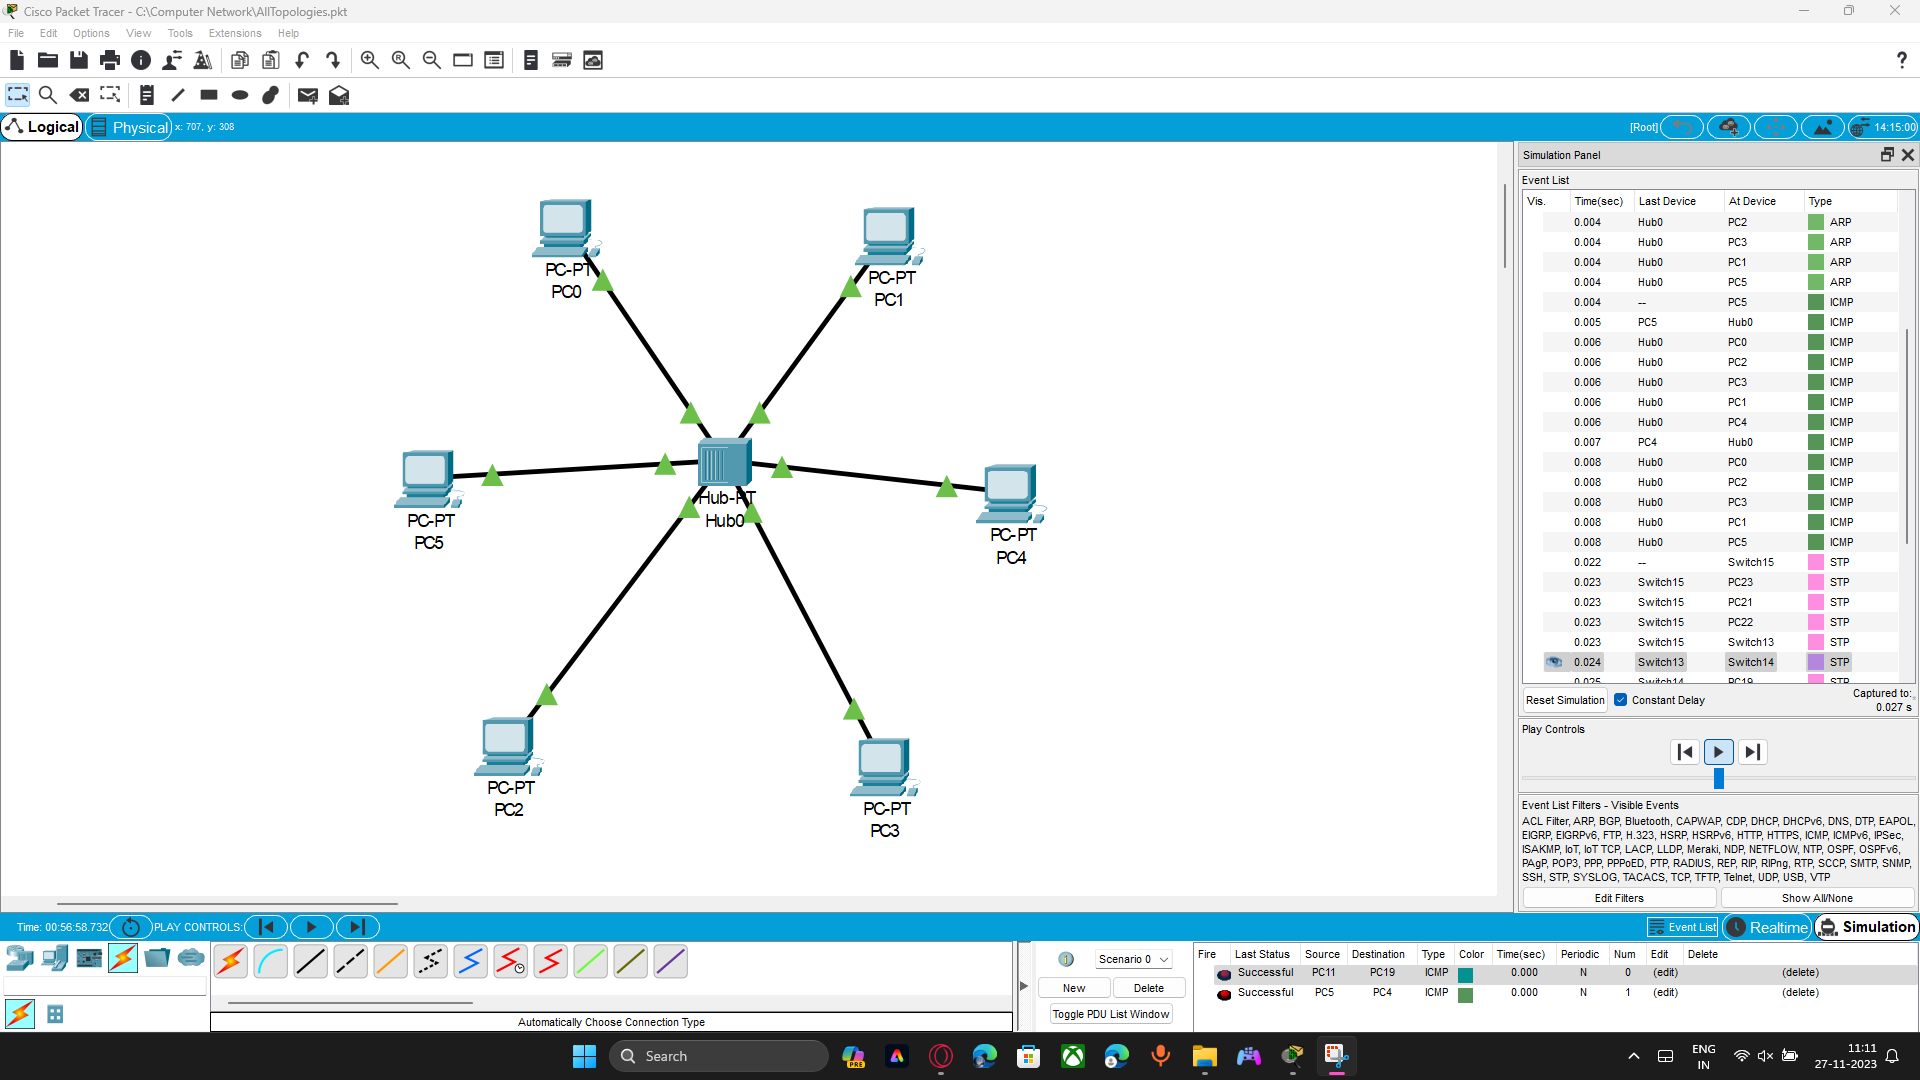 Cisco Packet Tracer - C:\Computer Network\AllTopologies.pkt
File Edit Options View Tools Extensions Help
Logical Physical x: 707, y: 308 [Root] 14:15:00
PC-PT
PC0
PC-PT
PC1
PC-PT
PC5
Hub-PT
Hub0
PC-PT
PC4
PC-PT
PC2
PC-PT
PC3
Simulation Panel
Event List
Vis. Time(sec) Last Device At Device Type
0.004 Hub0 PC2 ARP
0.004 Hub0 PC3 ARP
0.004 Hub0 PC1 ARP
0.004 Hub0 PC5 ARP
0.004 -- PC5 ICMP
0.005 PC5 Hub0 ICMP
0.006 Hub0 PC0 ICMP
0.006 Hub0 PC2 ICMP
0.006 Hub0 PC3 ICMP
0.006 Hub0 PC1 ICMP
0.006 Hub0 PC4 ICMP
0.007 PC4 Hub0 ICMP
0.008 Hub0 PC0 ICMP
0.008 Hub0 PC2 ICMP
0.008 Hub0 PC3 ICMP
0.008 Hub0 PC1 ICMP
0.008 Hub0 PC5 ICMP
0.022 -- Switch15 STP
0.023 Switch15 PC23 STP
0.023 Switch15 PC21 STP
0.023 Switch15 PC22 STP
0.023 Switch15 Switch13 STP
0.024 Switch13 Switch14 STP
0.025 Switch14 PC19 STP
Reset Simulation Constant Delay Captured to:
0.027 s
Play Controls
Event List Filters - Visible Events
ACL Filter, ARP, BGP, Bluetooth, CAPWAP, CDP, DHCP, DHCPv6, DNS, DTP, EAPOL,
EIGRP, EIGRPv6, FTP, H.323, HSRP, HSRPv6, HTTP, HTTPS, ICMP, ICMPv6, IPSec,
ISAKMP, IoT, IoT TCP, LACP, LLDP, Meraki, NDP, NETFLOW, NTP, OSPF, OSPFv6,
PAgP, POP3, PPP, PPPoED, PTP, RADIUS, REP, RIP, RIPng, RTP, SCCP, SMTP, SNMP,
SSH, STP, SYSLOG, TACACS, TCP, TFTP, Telnet, UDP, USB, VTP
Edit Filters Show All/None
Time: 00:56:58.732 PLAY CONTROLS: Event List Realtime Simulation
Automatically Choose Connection Type
Scenario 0
New Delete
Toggle PDU List Window
Fire Last Status Source Destination Type Color Time(sec) Periodic Num Edit Delete
Successful PC11 PC19 ICMP 0.000 N 0 (edit) (delete)
Successful PC5 PC4 ICMP 0.000 N 1 (edit) (delete)
Search
PRE
ENG
IN
11:11
27-11-2023